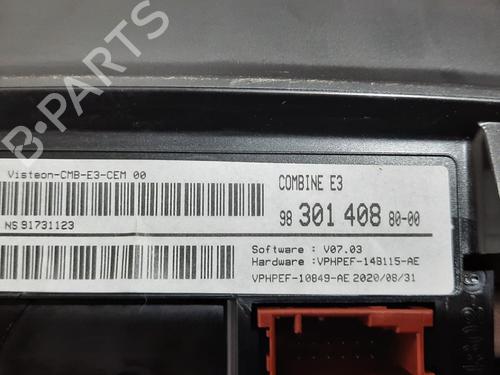 B-PARTS
Visteon-CMB-E3-CEM 00
COMBINE E3
98 301 408 80-00
NS 91731123
Software : V07.03
Hardware : VPHPEF-14B115-AE
VPHPEF-10849-AE 2020/08/31